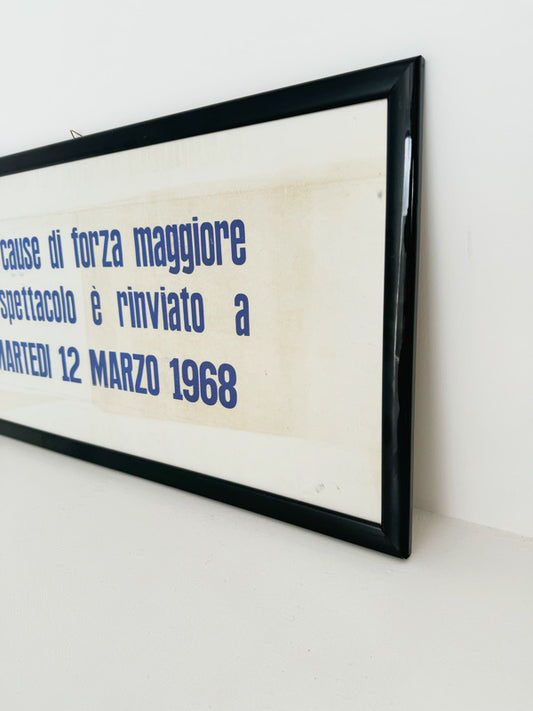 cause di forza maggiore
spettacolo è rinviato a
MARTEDI 12 MARZO 1968